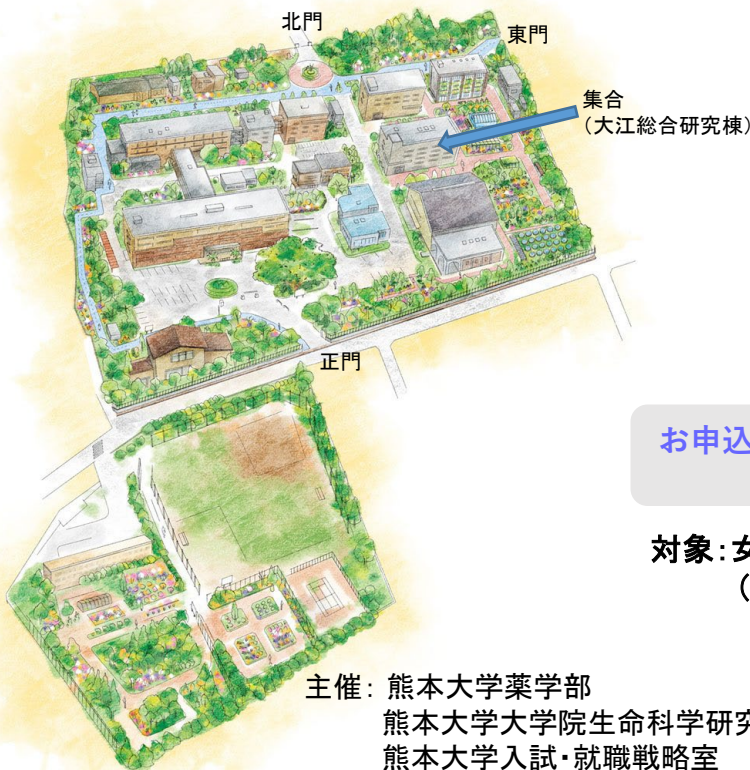 北門
東門
集合
（大江総合研究棟）
正門
お申込
対象：女
（
主催： 熊本大学薬学部
熊本大学大学院生命科学研究
熊本大学入試・就職戦略室